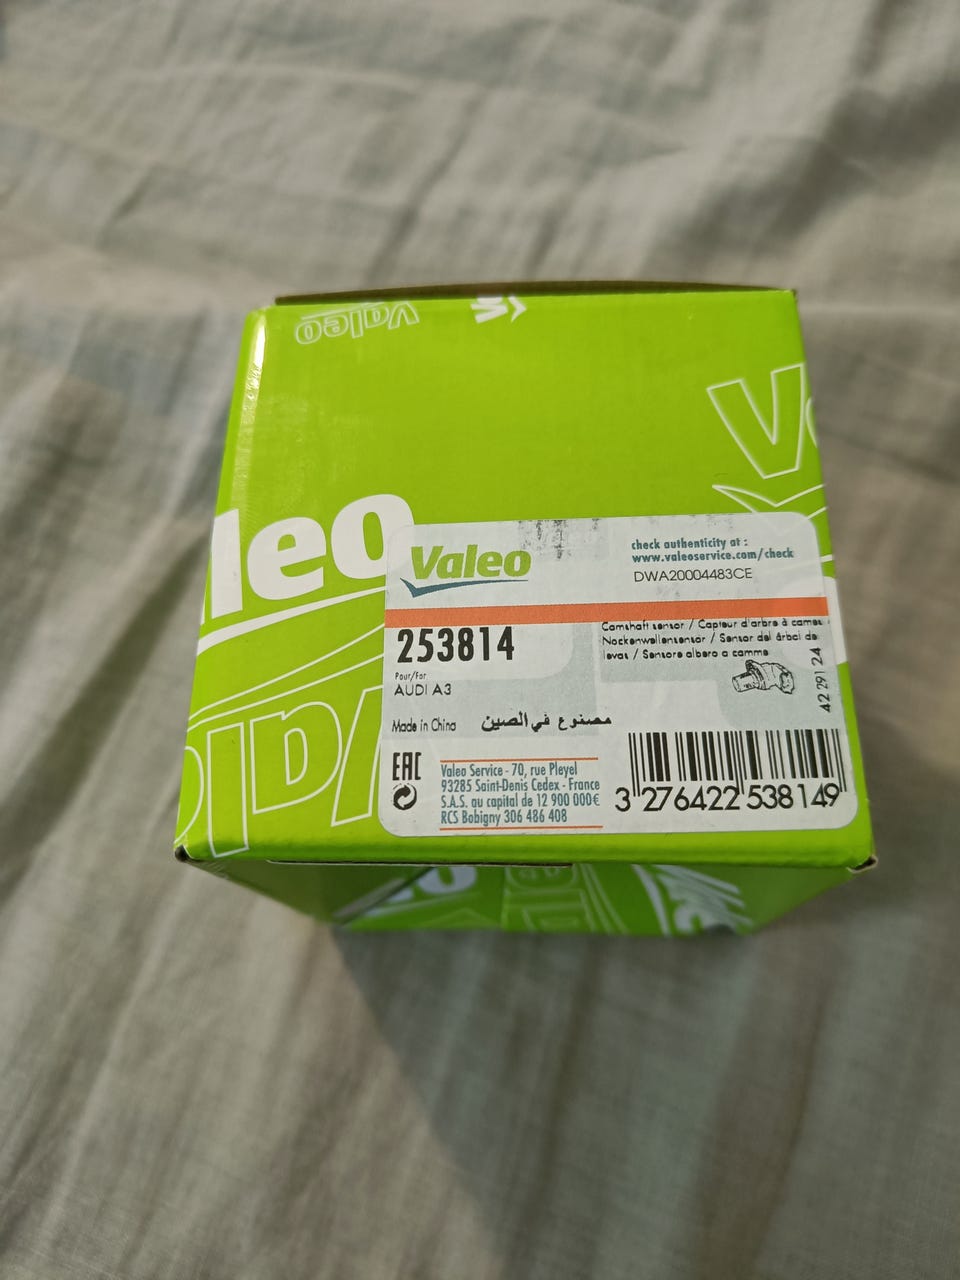 Valeo
leo
Valeo
check authenticity at :
www.valeoservice.com/check
DWA20004483CE
253814
Camshaft sensor / Capteur d'arbre à cames
Nockenwellensensor / Sensor del árbol de
levas / Sensore albero a camme
Pour/For
AUDI A3
42 291 24
Made in China مصنوع في الصين
EAC
Valeo Service - 70, rue Pleyel
93285 Saint-Denis Cedex - France
S.A.S. au capital de 12 900 000€
RCS Bobigny 306 486 408
3 276422 538149